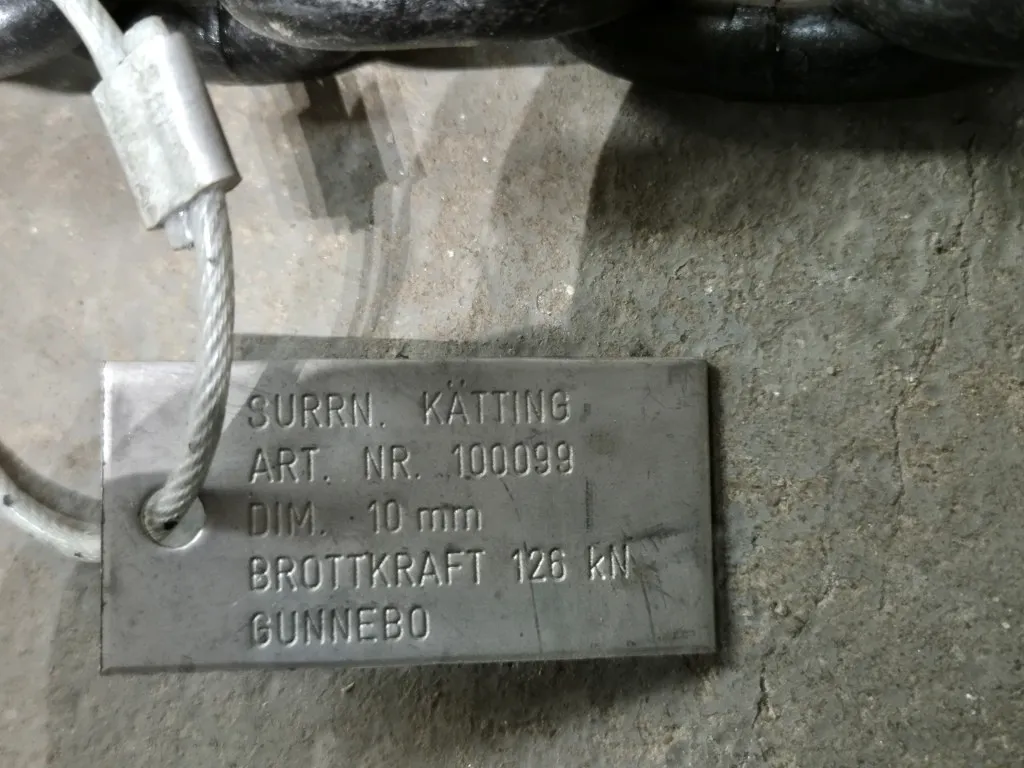 SURRN. KÄTTING
ART. NR. 100099
DIM. 10 mm
BROTTKRAFT 126 kN
GUNNEBO